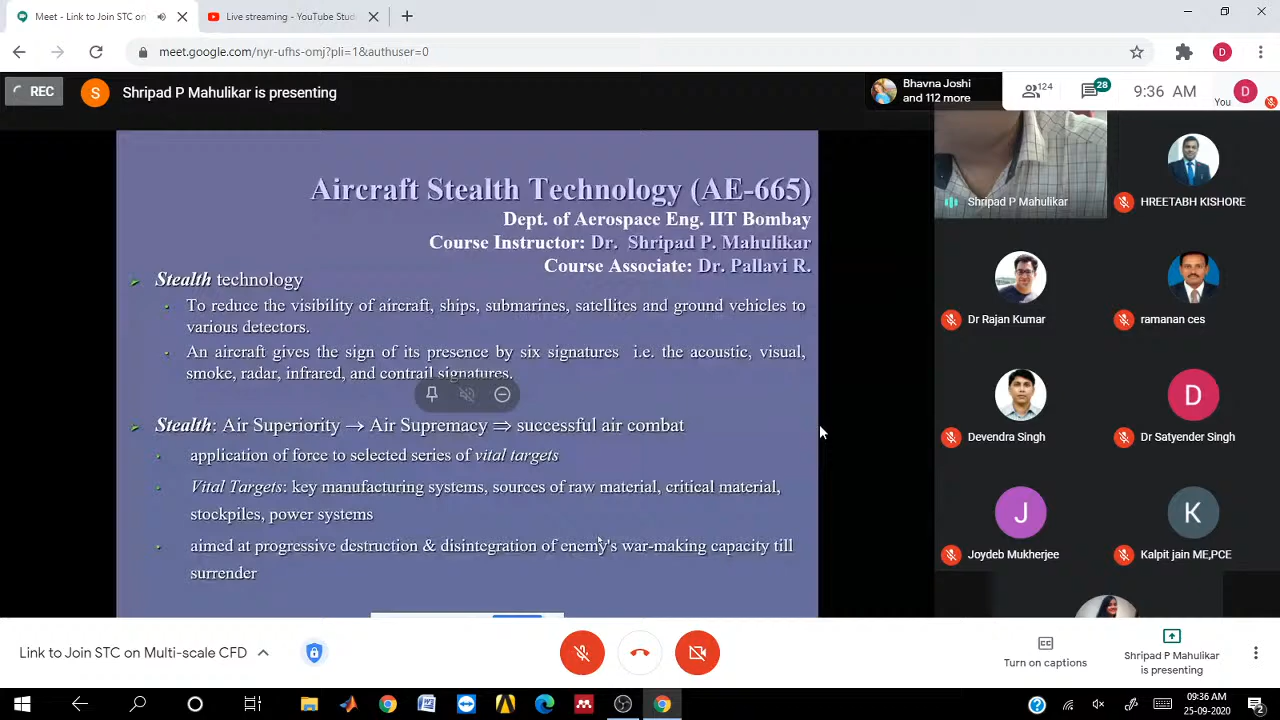 Meet - Link to Join STC on
Live streaming - YouTube Stud
meet.google.com/nyr-ufhs-omj?pli=1&authuser=0
D
REC
S
Shripad P Mahulikar is presenting
Bhavna Joshi
and 112 more
124
28
9:36 AM
You
D
Aircraft Stealth Technology (AE-665)
Dept. of Aerospace Eng. IIT Bombay
Course Instructor: Dr. Shripad P. Mahulikar
Course Associate: Dr. Pallavi R.
Stealth technology
To reduce the visibility of aircraft, ships, submarines, satellites and ground vehicles to
various detectors.
An aircraft gives the sign of its presence by six signatures i.e. the acoustic, visual,
smoke, radar, infrared, and contrail signatures.
Stealth: Air Superiority → Air Supremacy ⇒ successful air combat
application of force to selected series of vital targets
Vital Targets: key manufacturing systems, sources of raw material, critical material,
stockpiles, power systems
aimed at progressive destruction & disintegration of enemy's war-making capacity till
surrender
Shripad P Mahulikar
HREETABH KISHORE
Dr Rajan Kumar
ramanan ces
D
Devendra Singh
Dr Satyender Singh
J
K
Joydeb Mukherjee
Kalpit jain ME,PCE
Link to Join STC on Multi-scale CFD
Turn on captions
Shripad P Mahulikar
is presenting
09:36 AM
25-09-2020
2